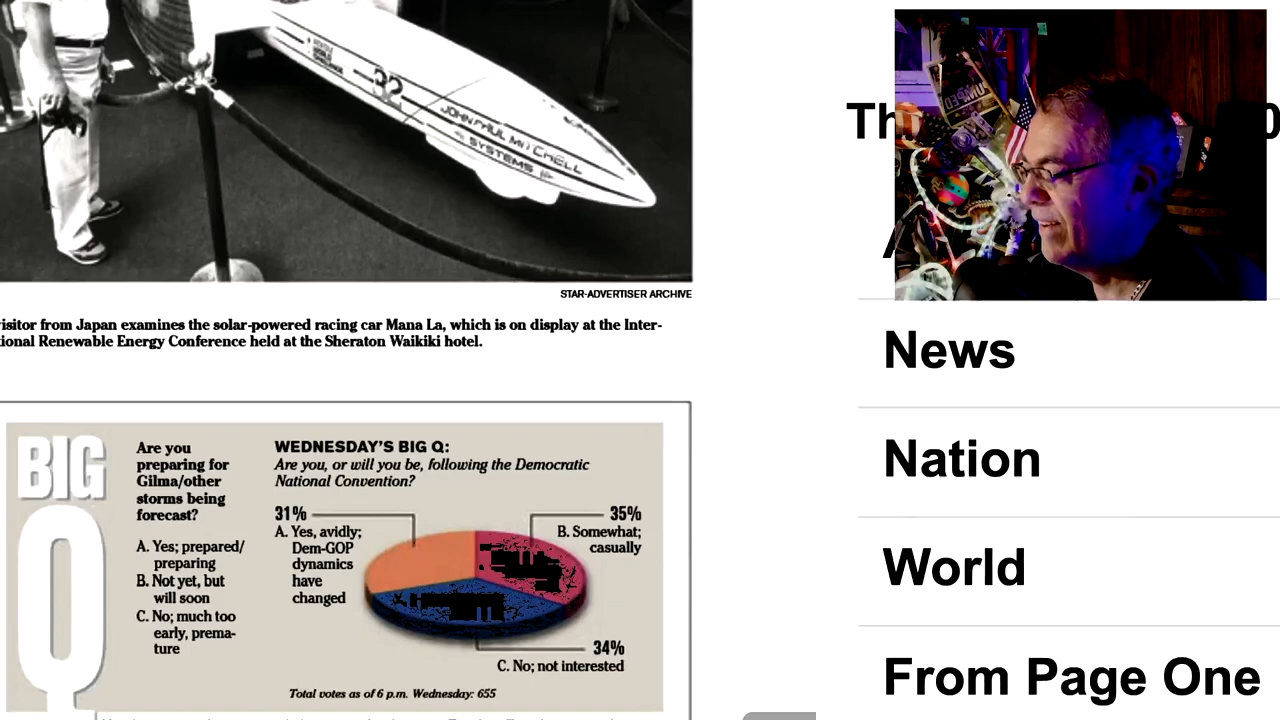 32
JOHN PAUL MITCHELL
SYSTEMS
STAR-ADVERTISER ARCHIVE
visitor from Japan examines the solar-powered racing car Mana La, which is on display at the Inter-
tional Renewable Energy Conference held at the Sheraton Waikiki hotel.
BIG
Q
Are you
preparing for
Gilma/other
storms being
forecast?
A. Yes; prepared/
preparing
B. Not yet, but
will soon
C. No; much too
early, prema-
ture
WEDNESDAY'S BIG Q:
Are you, or will you be, following the Democratic
National Convention?
31%
A. Yes, avidly;
Dem-GOP
dynamics
have
changed
35%
B. Somewhat;
casually
34%
C. No; not interested
Total votes as of 6 p.m. Wednesday: 655
Th
News
Nation
World
From Page One